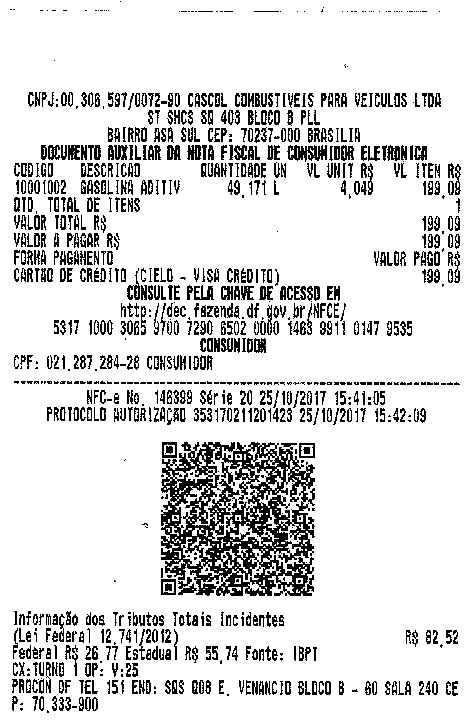 CNPJ:00.306.597/0072-90 CASCOL COMBUSTIVEIS PARA VEICULOS LTDA
ST SHCS SQ 403 BLOCO B PLL
BAIRRO ASA SUL CEP: 70237-000 BRASILIA
DOCUMENTO AUXILIAR DA NOTA FISCAL DE CONSUMIDOR ELETRONICA
CODIGO DESCRICAO QUANTIDADE UN VL UNIT R$ VL ITEM R$
10001002 GASOLINA ADITIV 49,171 L 4,049 199,09
QTD. TOTAL DE ITENS 1
VALOR TOTAL R$ 199,09
VALOR A PAGAR R$ 199,09
FORMA PAGAMENTO VALOR PAGO R$
CARTAO DE CRÉDITO (CIELO - VISA CREDITO) 199,09
CONSULTE PELA CHAVE DE ACESSO EM
http://dec.fazenda.df.gov.br/NFCE/
5317 1000 3065 9700 7290 6502 0000 1463 9911 0147 9535
CONSUMIDOR
CPF: 021.287.284-28 CONSUMIDOR
NFC-e No. 146399 Série 20 25/10/2017 15:41:05
PROTOCOLO AUTORIZAÇÃO 353170211201423 25/10/2017 15:42:09
Informação dos Tributos Totais Incidentes
(Lei Federal 12.741/2012) R$ 82,52
Federal R$ 26,77 Estadual R$ 55,74 Fonte: IBPT
CX:TURNO 1 OP: V:25
PROCON DF TEL 151 END: SQS Q08 E. VENANCIO BLOCO B - 60 SALA 240 CE
P: 70.333-900